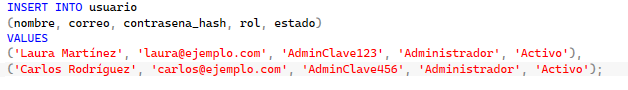 INSERT INTO usuario
(nombre, correo, contrasena_hash, rol, estado)
VALUES
('Laura Martínez', 'laura@ejemplo.com', 'AdminClave123', 'Administrador', 'Activo'),
('Carlos Rodríguez', 'carlos@ejemplo.com', 'AdminClave456', 'Administrador', 'Activo');